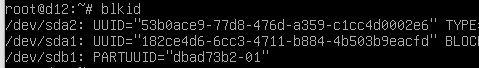 root@d12:~# blkid
/dev/sda2: UUID="53b0ace9-77d8-476d-a359-c1cc4d0002e6" TYPE=
/dev/sda1: UUID="182ce4d6-6cc3-4711-b884-4b503b9eacfd" BLOC
/dev/sdb1: PARTUUID="dbad73b2-01"